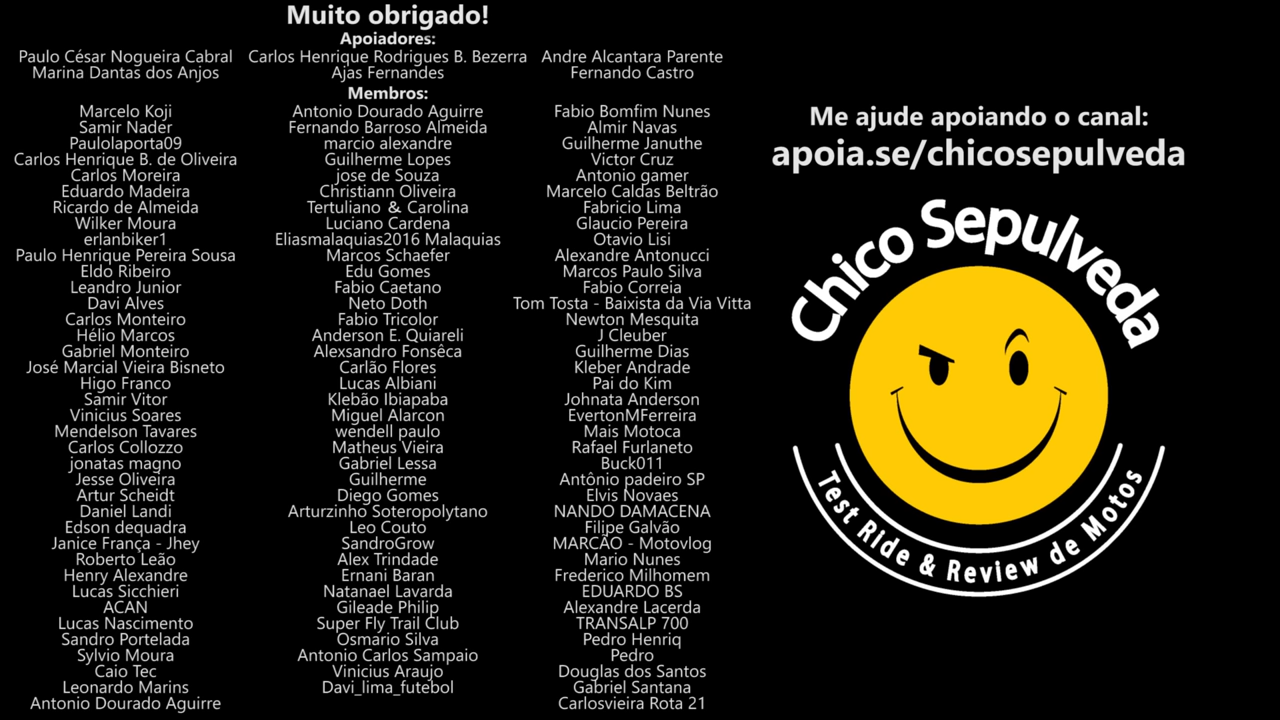 Muito obrigado!
Apoiadores:
Paulo César Nogueira Cabral
Carlos Henrique Rodrigues B. Bezerra
Andre Alcantara Parente
Marina Dantas dos Anjos
Ajas Fernandes
Fernando Castro
Membros:
Marcelo Koji
Samir Nader
Paulolaporta09
Carlos Henrique B. de Oliveira
Carlos Moreira
Eduardo Madeira
Ricardo de Almeida
Wilker Moura
erlanbiker1
Paulo Henrique Pereira Sousa
Eldo Ribeiro
Leandro Junior
Davi Alves
Carlos Monteiro
Hélio Marcos
Gabriel Monteiro
José Marcial Vieira Bisneto
Higo Franco
Samir Vitor
Vinicius Soares
Mendelson Tavares
Carlos Collozzo
jonatas magno
Jesse Oliveira
Artur Scheidt
Daniel Landi
Edson dequadra
Janice França - Jhey
Roberto Leão
Henry Alexandre
Lucas Sicchieri
ACAN
Lucas Nascimento
Sandro Portelada
Sylvio Moura
Caio Tec
Leonardo Marins
Antonio Dourado Aguirre
Antonio Dourado Aguirre
Fernando Barroso Almeida
marcio alexandre
Guilherme Lopes
jose de Souza
Christiann Oliveira
Tertuliano & Carolina
Luciano Cardena
Eliasmalaquias2016 Malaquias
Marcos Schaefer
Edu Gomes
Fabio Caetano
Neto Doth
Fabio Tricolor
Anderson E. Quiareli
Alexsandro Fonsêca
Carlão Flores
Lucas Albiani
Klebão Ibiapaba
Miguel Alarcon
wendell paulo
Matheus Vieira
Gabriel Lessa
Guilherme
Diego Gomes
Arturzinho Soteropolytano
Leo Couto
SandroGrow
Alex Trindade
Ernani Baran
Natanael Lavarda
Gileade Philip
Super Fly Trail Club
Osmario Silva
Antonio Carlos Sampaio
Vinicius Araujo
Davi_lima_futebol
Fabio Bomfim Nunes
Almir Navas
Guilherme Januthe
Victor Cruz
Antonio gamer
Marcelo Caldas Beltrão
Fabricio Lima
Glaucio Pereira
Otavio Lisi
Alexandre Antonucci
Marcos Paulo Silva
Fabio Correia
Tom Tosta - Baixista da Via Vitta
Newton Mesquita
J Cleuber
Guilherme Dias
Kleber Andrade
Pai do Kim
Johnata Anderson
EvertonMFerreira
Mais Motoca
Rafael Furlaneto
Buck011
Antônio padeiro SP
Elvis Novaes
NANDO DAMACENA
Filipe Galvão
MARCÃO - Motovlog
Mario Nunes
Frederico Milhomem
EDUARDO BS
Alexandre Lacerda
TRANSALP 700
Pedro Henriq
Pedro
Douglas dos Santos
Gabriel Santana
Carlosvieira Rota 21
Me ajude apoiando o canal:
apoia.se/chicosepulveda
Chico Sepulveda
Test Ride & Review de Motos